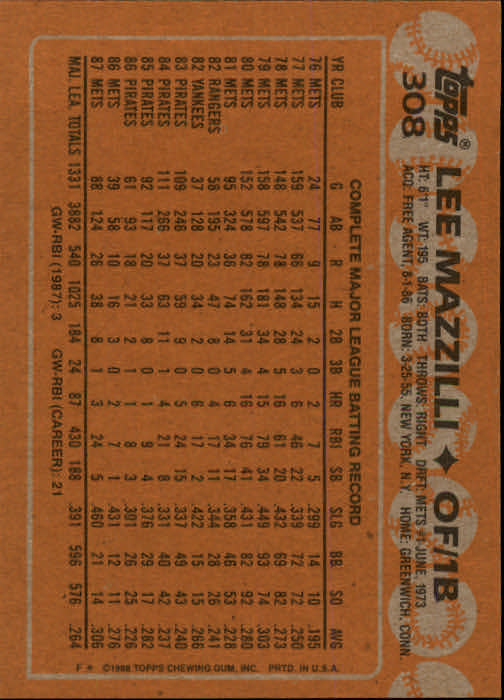 topps®
308
LEE MAZZILLI ♦ OF/1B
HT: 6'1" WT: 195 BATS: BOTH THROWS: RIGHT DRFT: METS #1-JUNE, 1973
ACQ: FREE AGENT, 8-1-86 BORN: 3-25-55, NEW YORK, N.Y. HOME: GREENWICH, CONN.
COMPLETE MAJOR LEAGUE BATTING RECORD
YR CLUB G AB R H 2B 3B HR RBI SB SLG BB SO AVG
76 METS 24 77 9 15 2 0 2 7 5 .299 14 10 .195
77 METS 159 537 66 134 24 3 6 46 22 .339 72 72 .250
78 METS 148 542 78 148 28 5 16 61 20 .432 69 82 .273
79 METS 158 597 78 181 34 4 15 79 34 .449 93 74 .303
80 METS 152 578 82 162 31 4 16 76 41 .431 82 92 .280
81 METS 95 324 36 74 14 5 6 34 17 .358 46 53 .228
82 RANGERS 58 195 23 47 8 0 4 17 11 .344 28 26 .241
82 YANKEES 37 128 20 34 2 0 6 17 2 .422 15 15 .266
83 PIRATES 109 246 37 59 9 0 5 24 15 .337 49 43 .240
84 PIRATES 111 266 37 63 11 1 4 21 8 .331 40 42 .237
85 PIRATES 92 117 20 33 8 0 1 9 4 .376 29 17 .282
86 PIRATES 61 93 18 21 2 1 1 8 3 .301 26 25 .226
86 METS 39 58 10 16 3 0 2 7 1 .431 12 11 .276
87 METS 88 124 26 38 8 1 3 24 5 .460 21 14 .306
MAJ. LEA. TOTALS 1331 3882 540 1025 184 24 87 430 188 .391 596 576 .264
GW-RBI (1987): 3 GW-RBI (CAREER): 21
F* ©1988 TOPPS CHEWING GUM, INC. PRTD. IN U.S.A.